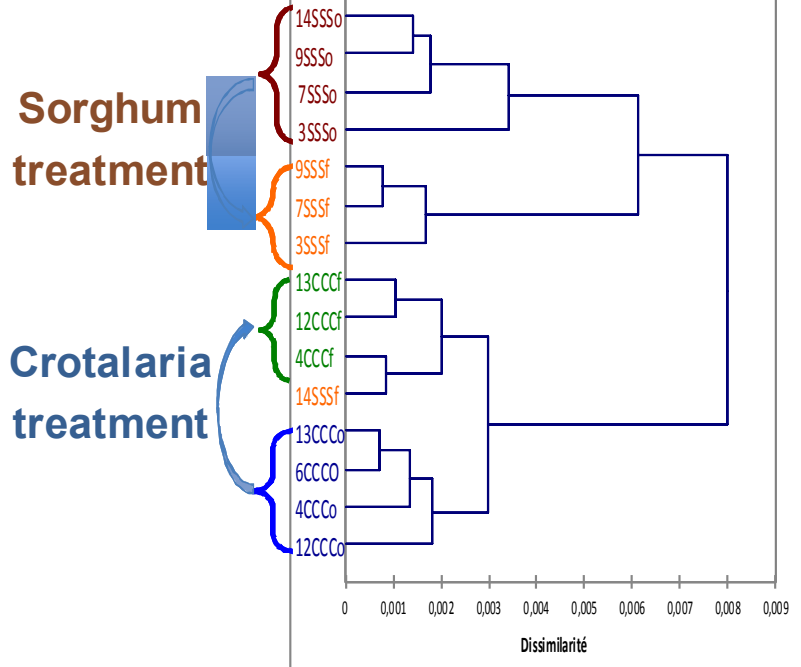 Sorghum
treatment
Crotalaria
treatment
14SSSo
9SSSo
7SSSo
3SSSo
9SSSf
7SSSf
3SSSf
13CCCf
12CCCf
4CCCf
14SSSf
13CCCo
6CCCO
4CCCo
12CCCo
0 0,001 0,002 0,003 0,004 0,005 0,006 0,007 0,008 0,009
Dissimilarité